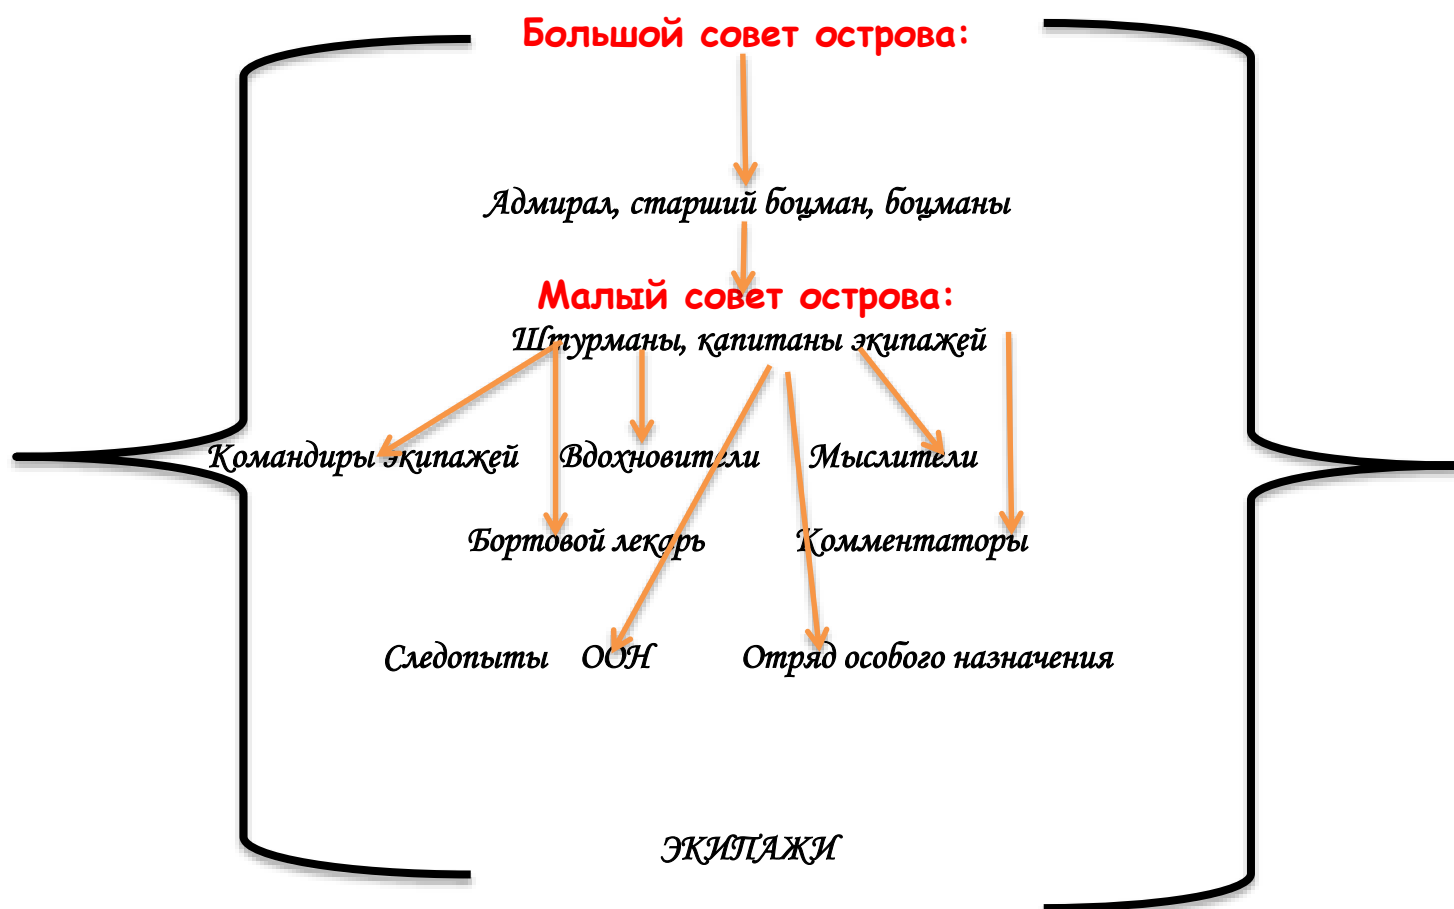 Большой совет острова:
Адмирал, старший боцман, боцманы
Малый совет острова:
Штурманы, капитаны экипажей
Командиры экипажей Вдохновители Мыслители
Бортовой лекарь Комментаторы
Следопыты ООН Отряд особого назначения
ЭКИПАЖИ